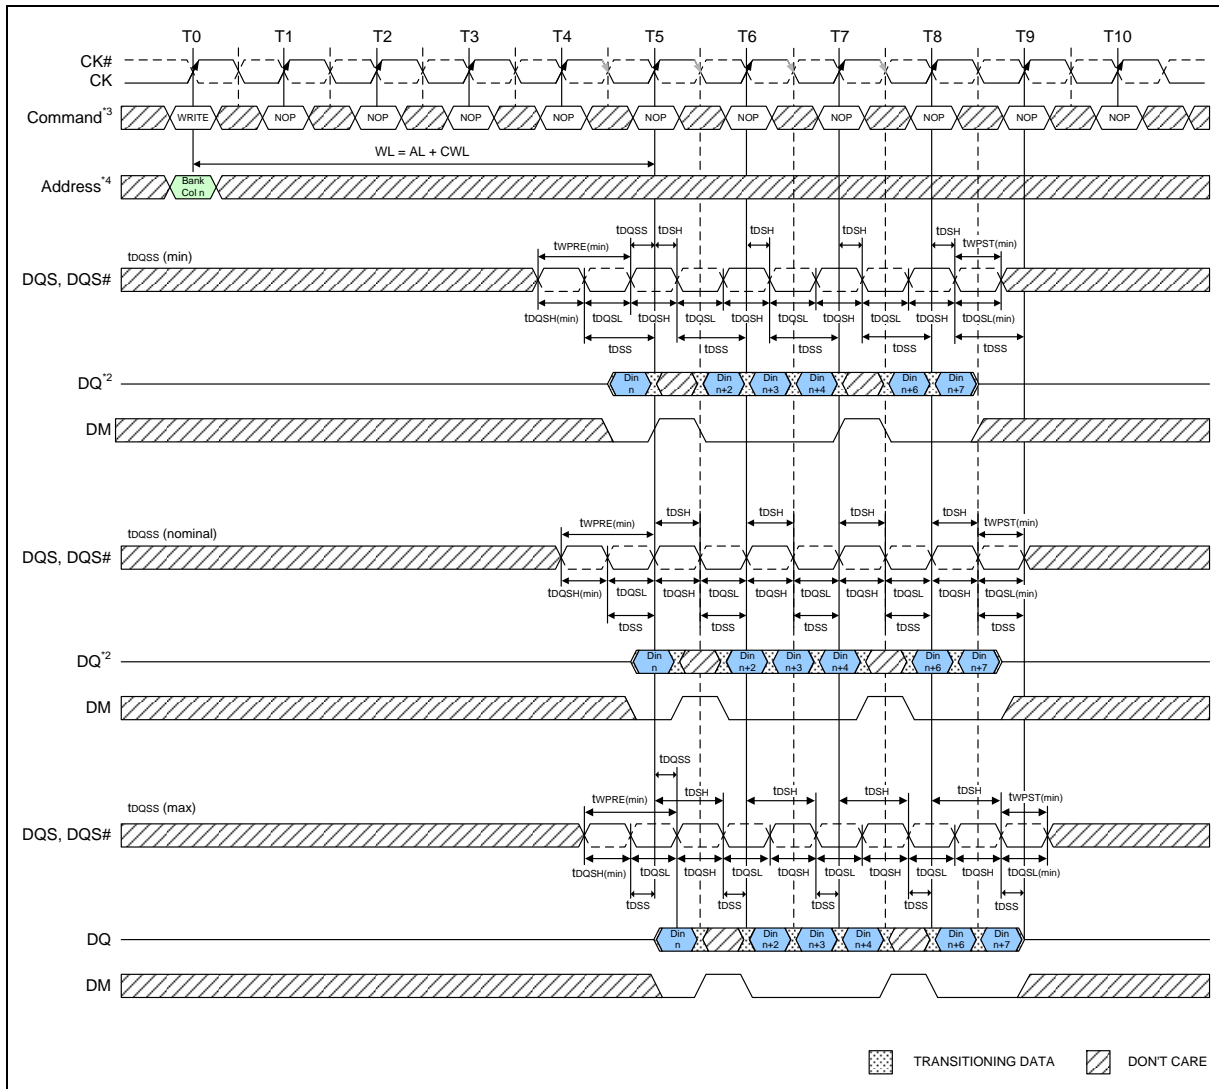 T0 T1 T2 T3 T4 T5 T6 T7 T8 T9 T10
CK#
CK
Command*3 WRITE NOP NOP NOP NOP NOP NOP NOP NOP NOP NOP
WL = AL + CWL
Address*4 Bank Col n
tDQSS tDSH tDSH tDSH tDSH
tWPRE(min) tWPST(min)
tDQSS (min)
DQS, DQS#
tDQSH(min) tDQSL tDQSH tDQSL tDQSH tDQSL tDQSH tDQSL tDQSH tDQSL(min)
tDSS tDSS tDSS tDSS tDSS
DQ*2 Din n Din n+2 Din n+3 Din n+4 Din n+6 Din n+7
DM
tDSH tDSH tDSH tDSH
tWPRE(min) tWPST(min)
tDQSS (nominal)
DQS, DQS#
tDQSH(min) tDQSL tDQSH tDQSL tDQSH tDQSL tDQSH tDQSL tDQSH tDQSL(min)
tDSS tDSS tDSS tDSS tDSS
DQ*2 Din n Din n+2 Din n+3 Din n+4 Din n+6 Din n+7
DM
tDQSS
tWPRE(min) tDSH tDSH tDSH tDSH tWPST(min)
tDQSS (max)
DQS, DQS#
tDQSH(min) tDQSL tDQSH tDQSL tDQSH tDQSL tDQSH tDQSL tDQSH tDQSL(min)
tDSS tDSS tDSS tDSS tDSS
DQ Din n Din n+2 Din n+3 Din n+4 Din n+6 Din n+7
DM
TRANSITIONING DATA DON'T CARE